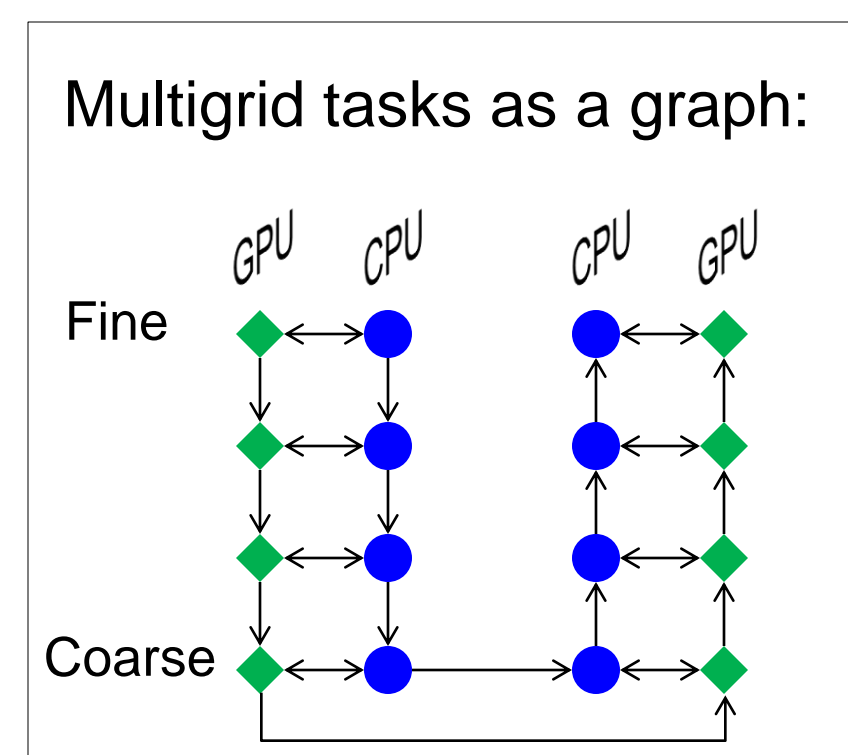 Multigrid tasks as a graph:
GPU CPU CPU GPU
Fine
Coarse